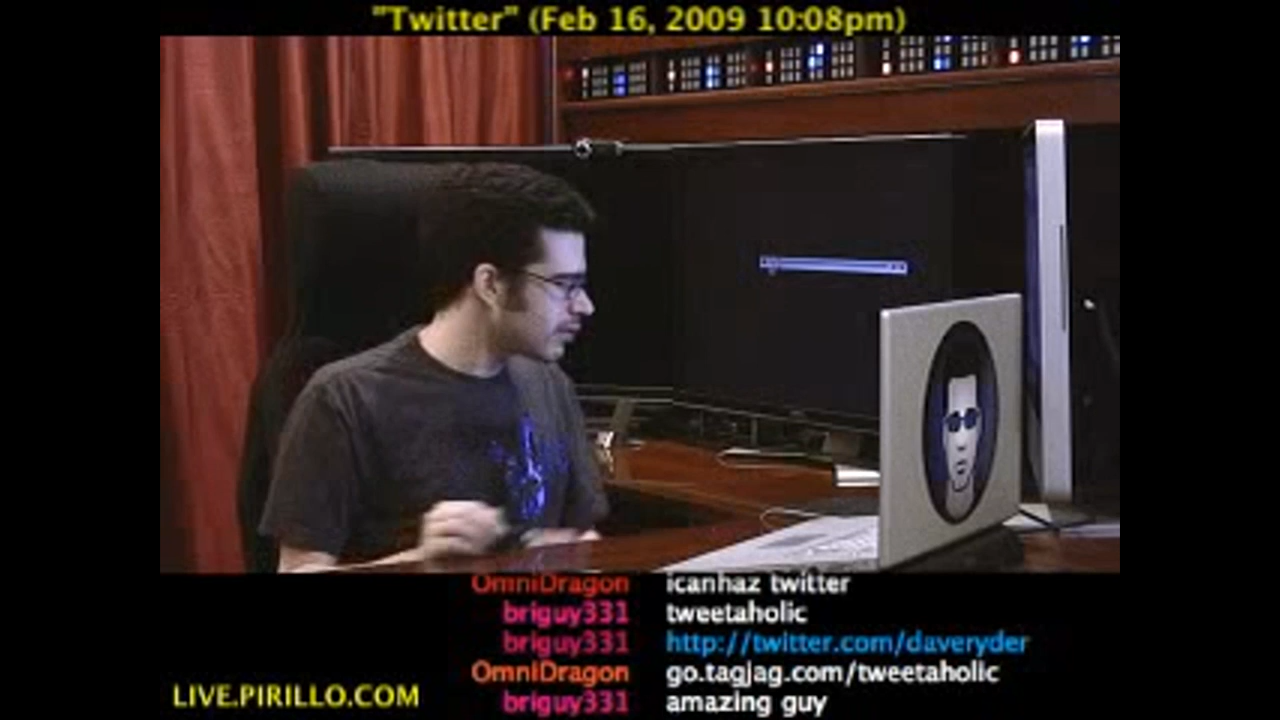 "Twitter" (Feb 16, 2009 10:08pm)
OmniDragon icanhaz twitter
briguy331 tweetaholic
briguy331 http://twitter.com/daveryder
OmniDragon go.tagjag.com/tweetaholic
briguy331 amazing guy
LIVE.PIRILLO.COM